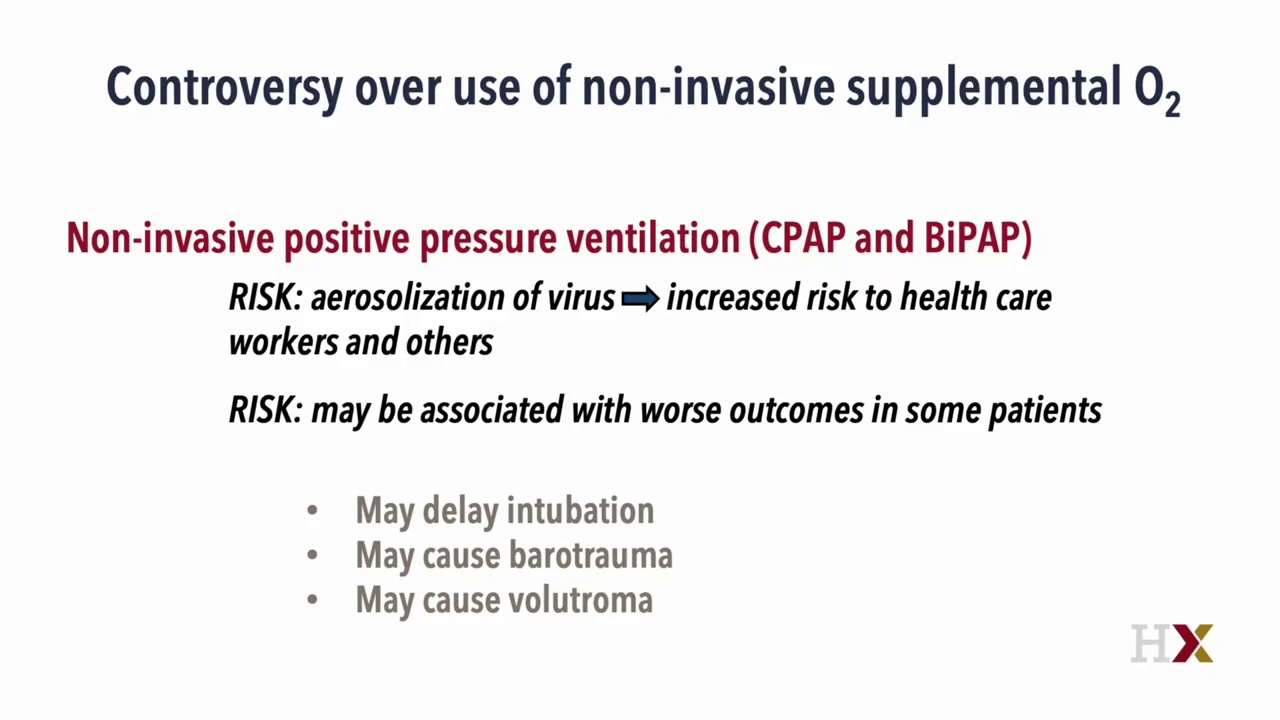 Controversy over use of non-invasive supplemental O₂
Non-invasive positive pressure ventilation (CPAP and BiPAP)
RISK: aerosolization of virus ➡ increased risk to health care
workers and others
RISK: may be associated with worse outcomes in some patients
• May delay intubation
• May cause barotrauma
• May cause volutroma
HX